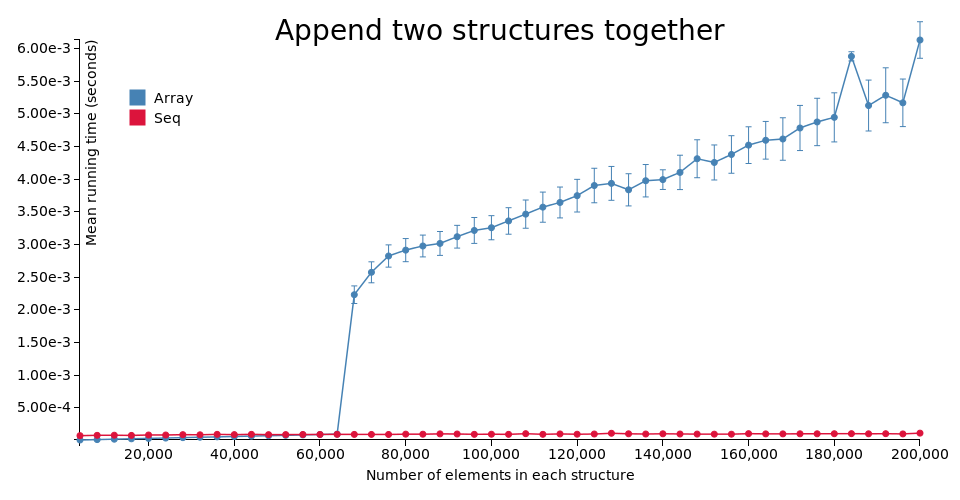 Append two structures together
Mean running time (seconds)
6.00e-3
5.50e-3
5.00e-3
4.50e-3
4.00e-3
3.50e-3
3.00e-3
2.50e-3
2.00e-3
1.50e-3
1.00e-3
5.00e-4
Array
Seq
20,000 40,000 60,000 80,000 100,000 120,000 140,000 160,000 180,000 200,000
Number of elements in each structure